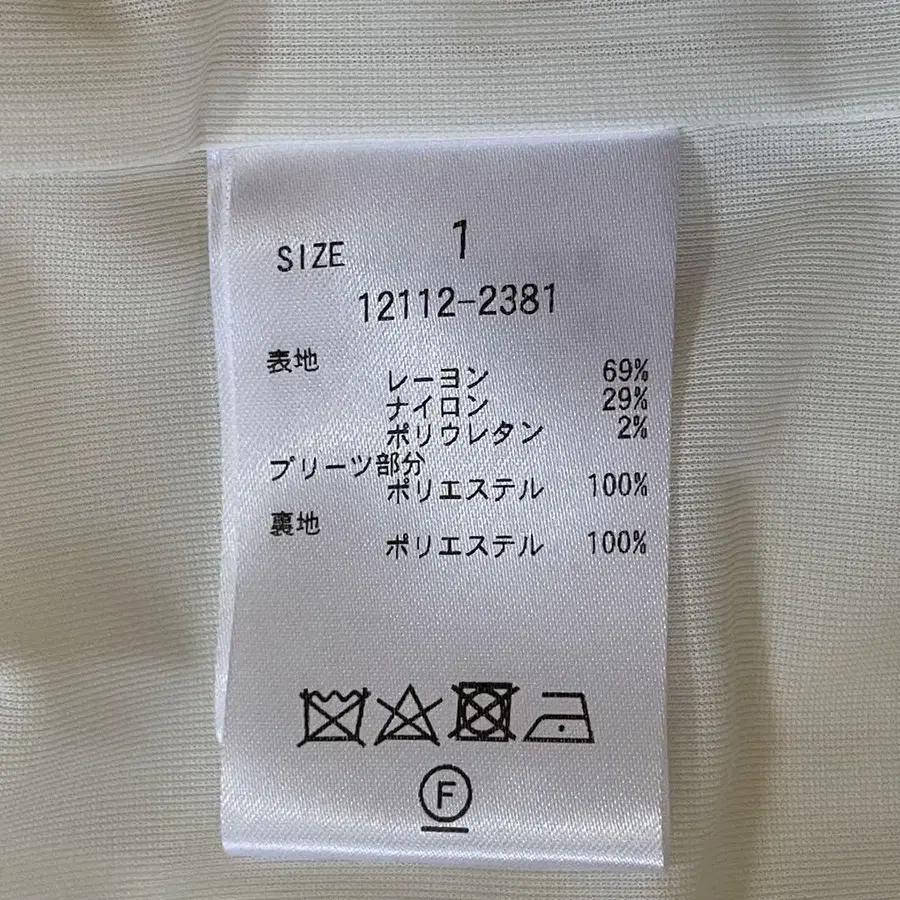 SIZE 1
12112-2381
表地
レーヨン 69%
ナイロン 29%
ポリウレタン 2%
プリーツ部分
ポリエステル 100%
裏地
ポリエステル 100%
F